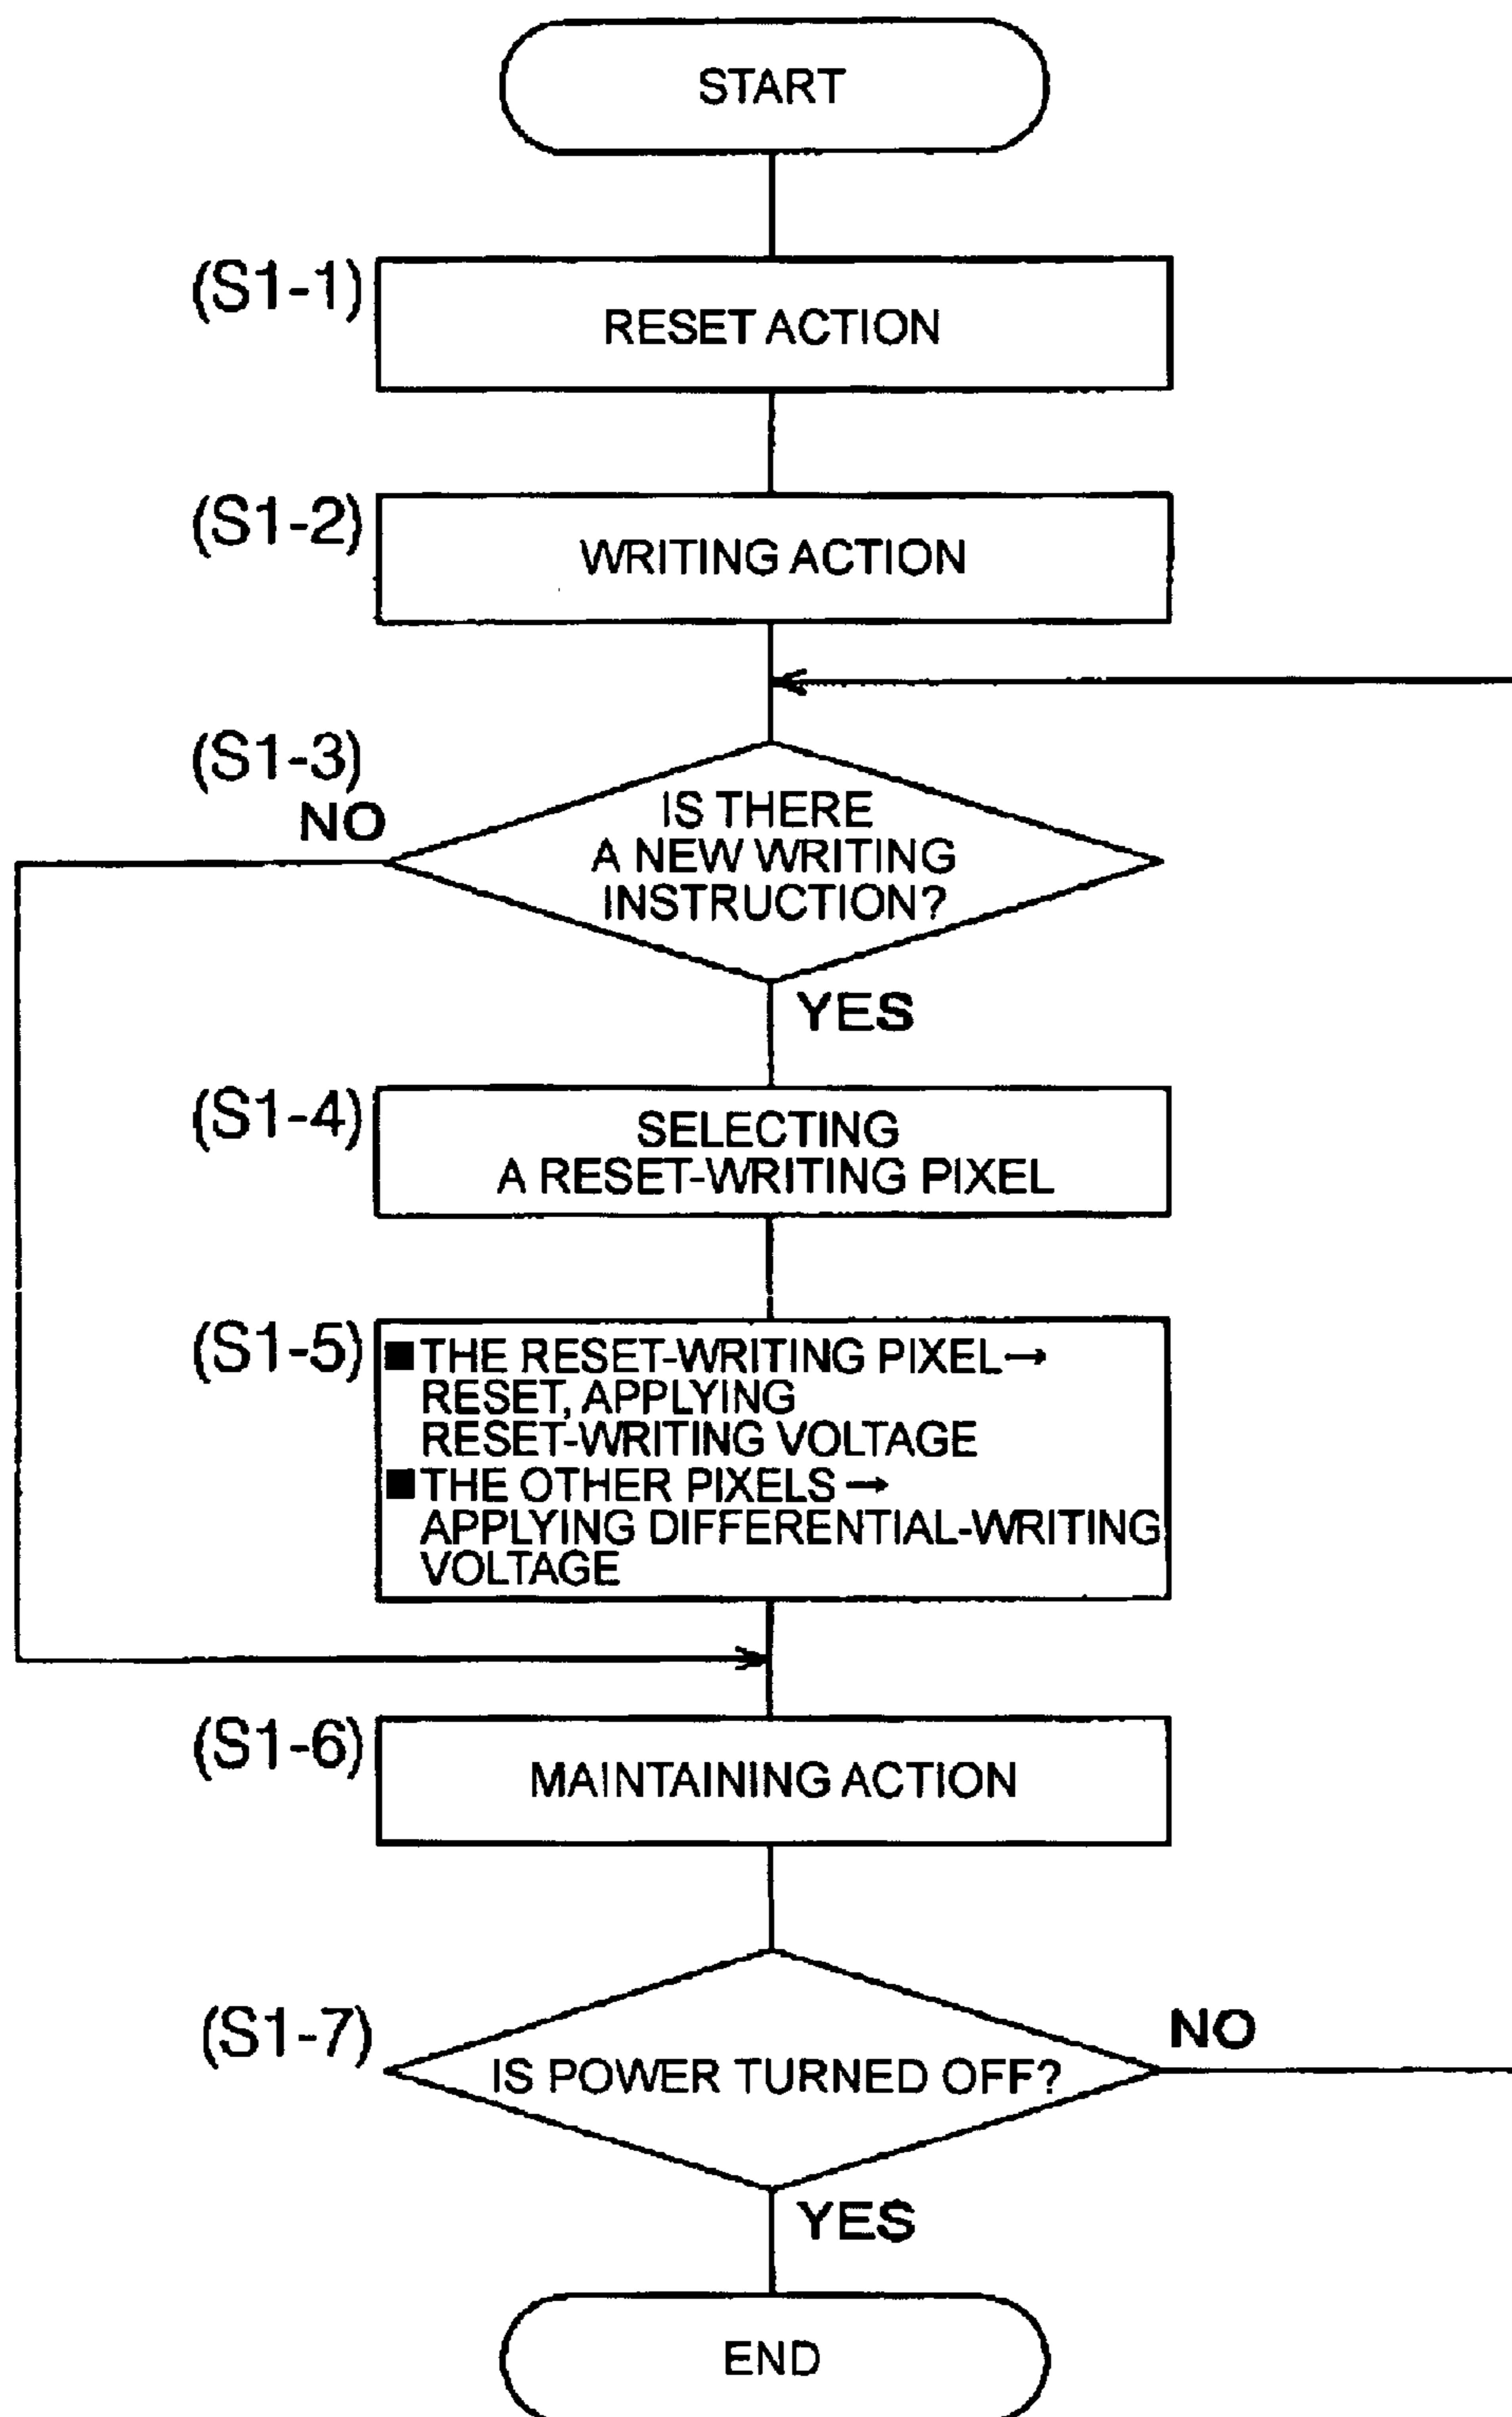 START
(S1-1)
RESET ACTION
(S1-2)
WRITING ACTION
(S1-3)
NO
IS THERE
A NEW WRITING
INSTRUCTION?
YES
(S1-4)
SELECTING
A RESET-WRITING PIXEL
(S1-5)
■ THE RESET-WRITING PIXEL→
RESET, APPLYING
RESET-WRITING VOLTAGE
■ THE OTHER PIXELS →
APPLYING DIFFERENTIAL-WRITING
VOLTAGE
(S1-6)
MAINTAINING ACTION
(S1-7)
NO
IS POWER TURNED OFF?
YES
END